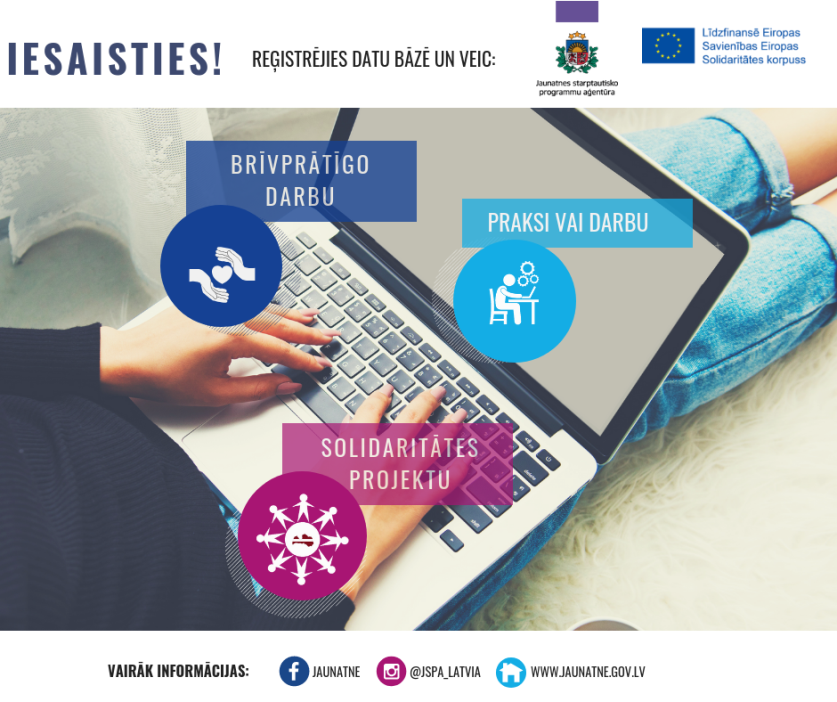 IESAISTIES!
REĢISTRĒJIES DATU BĀZĒ UN VEIC:
Jaunatnes starptautisko
programmu aģentūra
Līdzfinansē Eiropas
Savienības Eiropas
Solidaritātes korpuss
BRĪVPRĀTĪGO
DARBU
PRAKSI VAI DARBU
SOLIDARITĀTES
PROJEKTU
VAIRĀK INFORMĀCIJAS:
JAUNATNE
@JSPA_LATVIA
WWW.JAUNATNE.GOV.LV